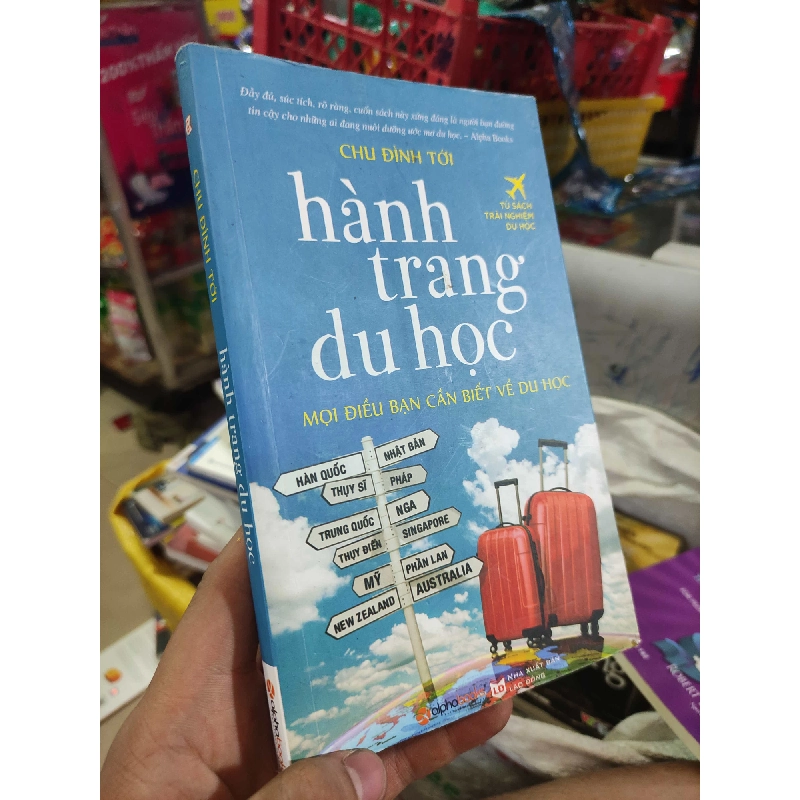 Đầy đủ, súc tích, rõ ràng, cuốn sách này xứng đáng là người bạn đường
tin cậy cho những ai đang nuôi dưỡng ước mơ du học. – Alpha Books
CHU ĐÌNH TỚI
hành
trang
du học
TỦ SÁCH
TRẢI NGHIỆM
DU HỌC
MỌI ĐIỀU BẠN CẦN BIẾT VỀ DU HỌC
NHẬT BẢN
HÀN QUỐC
PHÁP
THỤY SĨ
NGA
TRUNG QUỐC
SINGAPORE
THỤY ĐIỂN
PHẦN LAN
MỸ
AUSTRALIA
NEW ZEALAND
alphabooks
LĐ
NHÀ XUẤT BẢN
LAO ĐỘNG
CHU ĐÌNH TỚI
hành trang du học
ROBERT